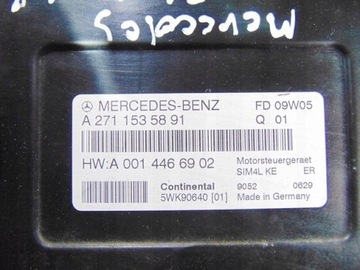 Mercedes
MERCEDES-BENZ FD 09W05
A 271 153 58 91 Q 01
HW:A 001 446 69 02 Motorsteuergeraet
SIM4L KE ER
Continental 9052 0629
5WK90640 [01] Made in Germany